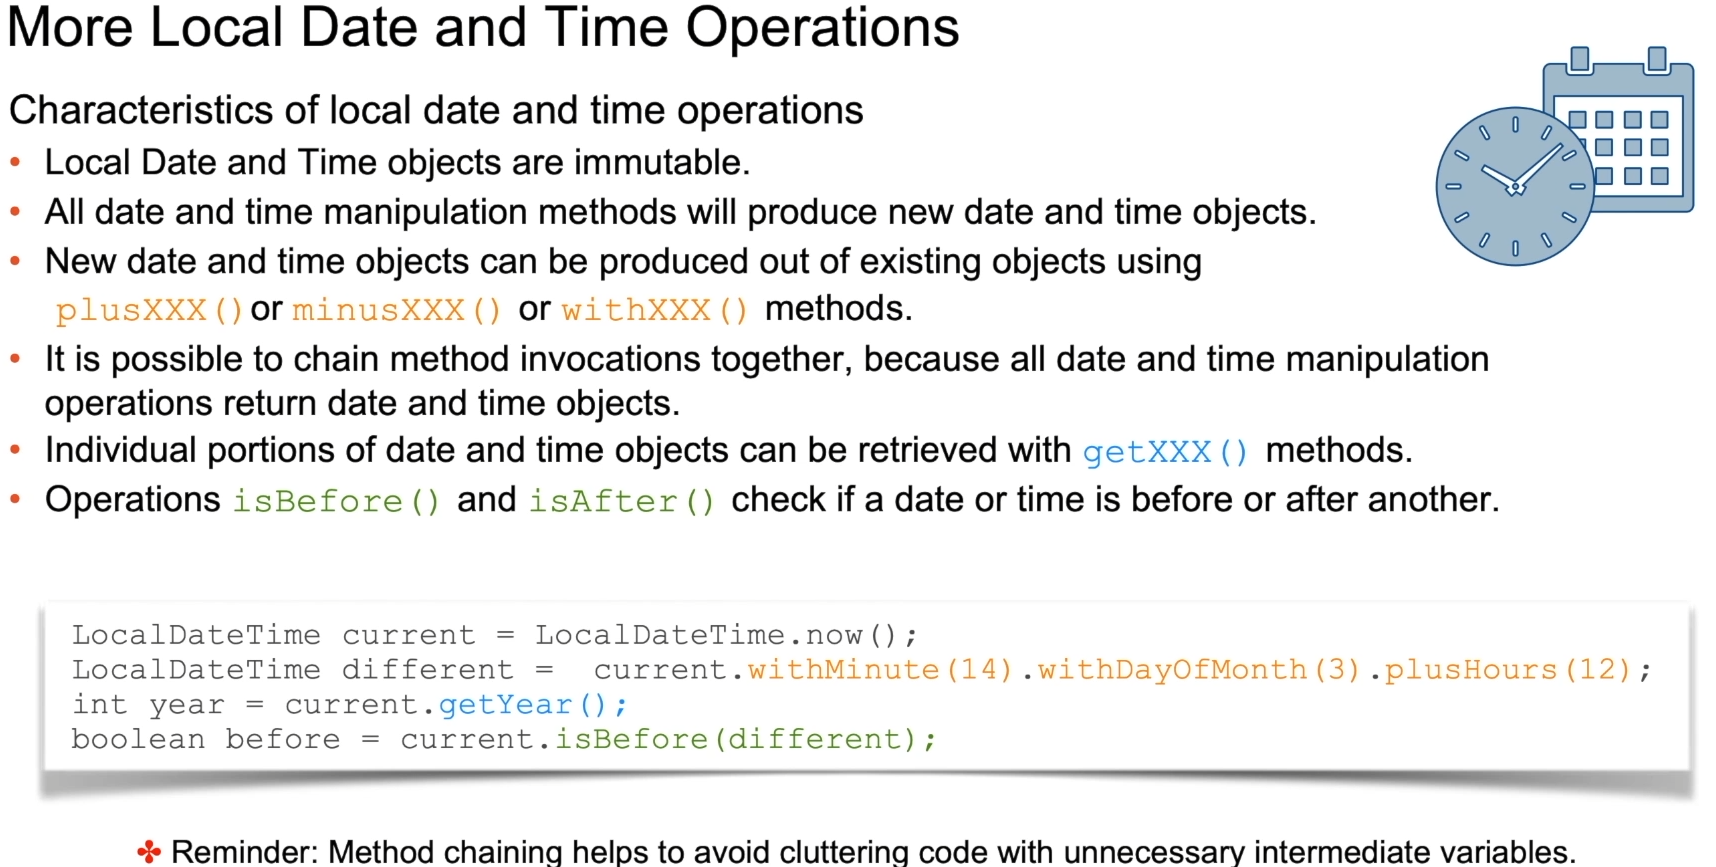 More Local Date and Time Operations
Characteristics of local date and time operations
• Local Date and Time objects are immutable.
• All date and time manipulation methods will produce new date and time objects.
• New date and time objects can be produced out of existing objects using
plusXXX() or minusXXX() or withXXX() methods.
• It is possible to chain method invocations together, because all date and time manipulation
operations return date and time objects.
• Individual portions of date and time objects can be retrieved with getXXX() methods.
• Operations isBefore() and isAfter() check if a date or time is before or after another.
LocalDateTime current = LocalDateTime.now();
LocalDateTime different =  current.withMinute(14).withDayOfMonth(3).plusHours(12);
int year = current.getYear();
boolean before = current.isBefore(different);
✤ Reminder: Method chaining helps to avoid cluttering code with unnecessary intermediate variables.